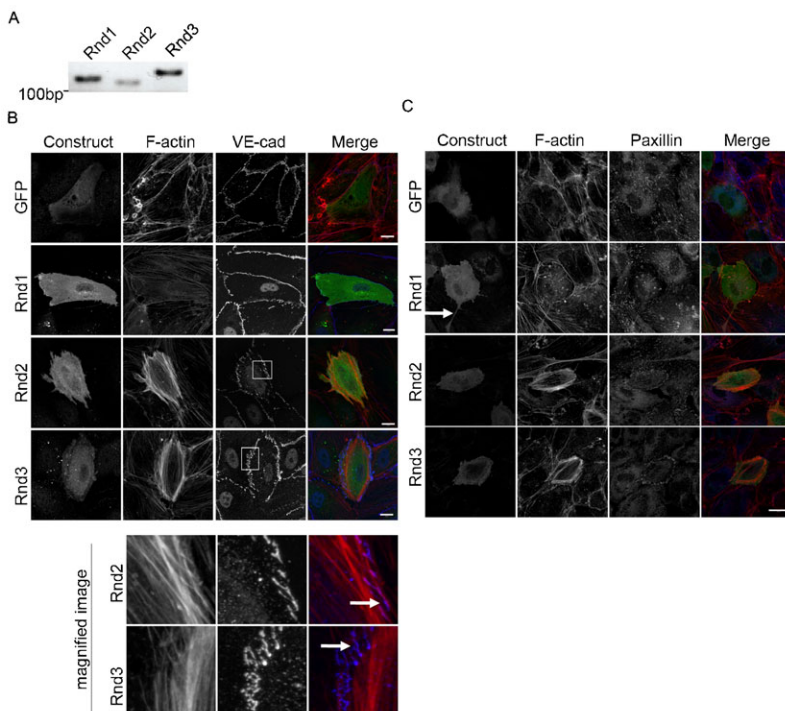 A
Rnd1 Rnd2 Rnd3
100bp
B
Construct F-actin VE-cad Merge
GFP
Rnd1
Rnd2
Rnd3
magnified image
Rnd2
Rnd3
C
Construct F-actin Paxillin Merge
GFP
Rnd1
Rnd2
Rnd3